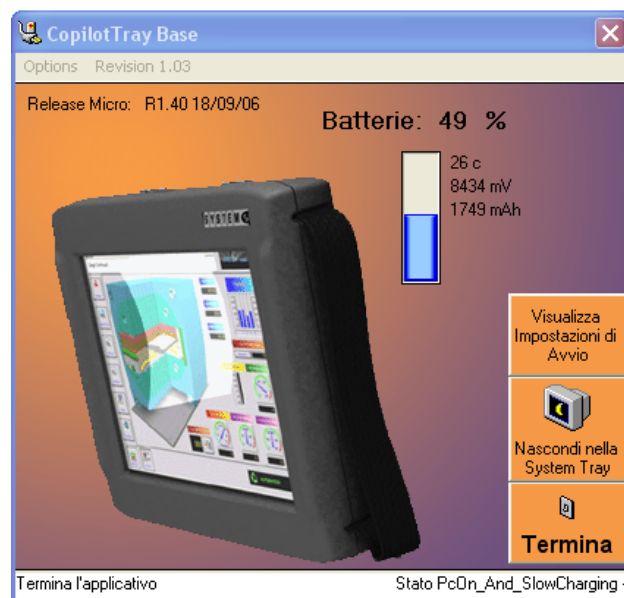 CopilotTray Base
Options Revision 1.03
Release Micro: R1.40 18/09/06
Batterie: 49 %
26 c
8434 mV
1749 mAh
SYSTEM
Visualizza
Impostazioni di
Avvio
Nascondi nella
System Tray
Termina
Termina l'applicativo
Stato PcOn_And_SlowCharging -